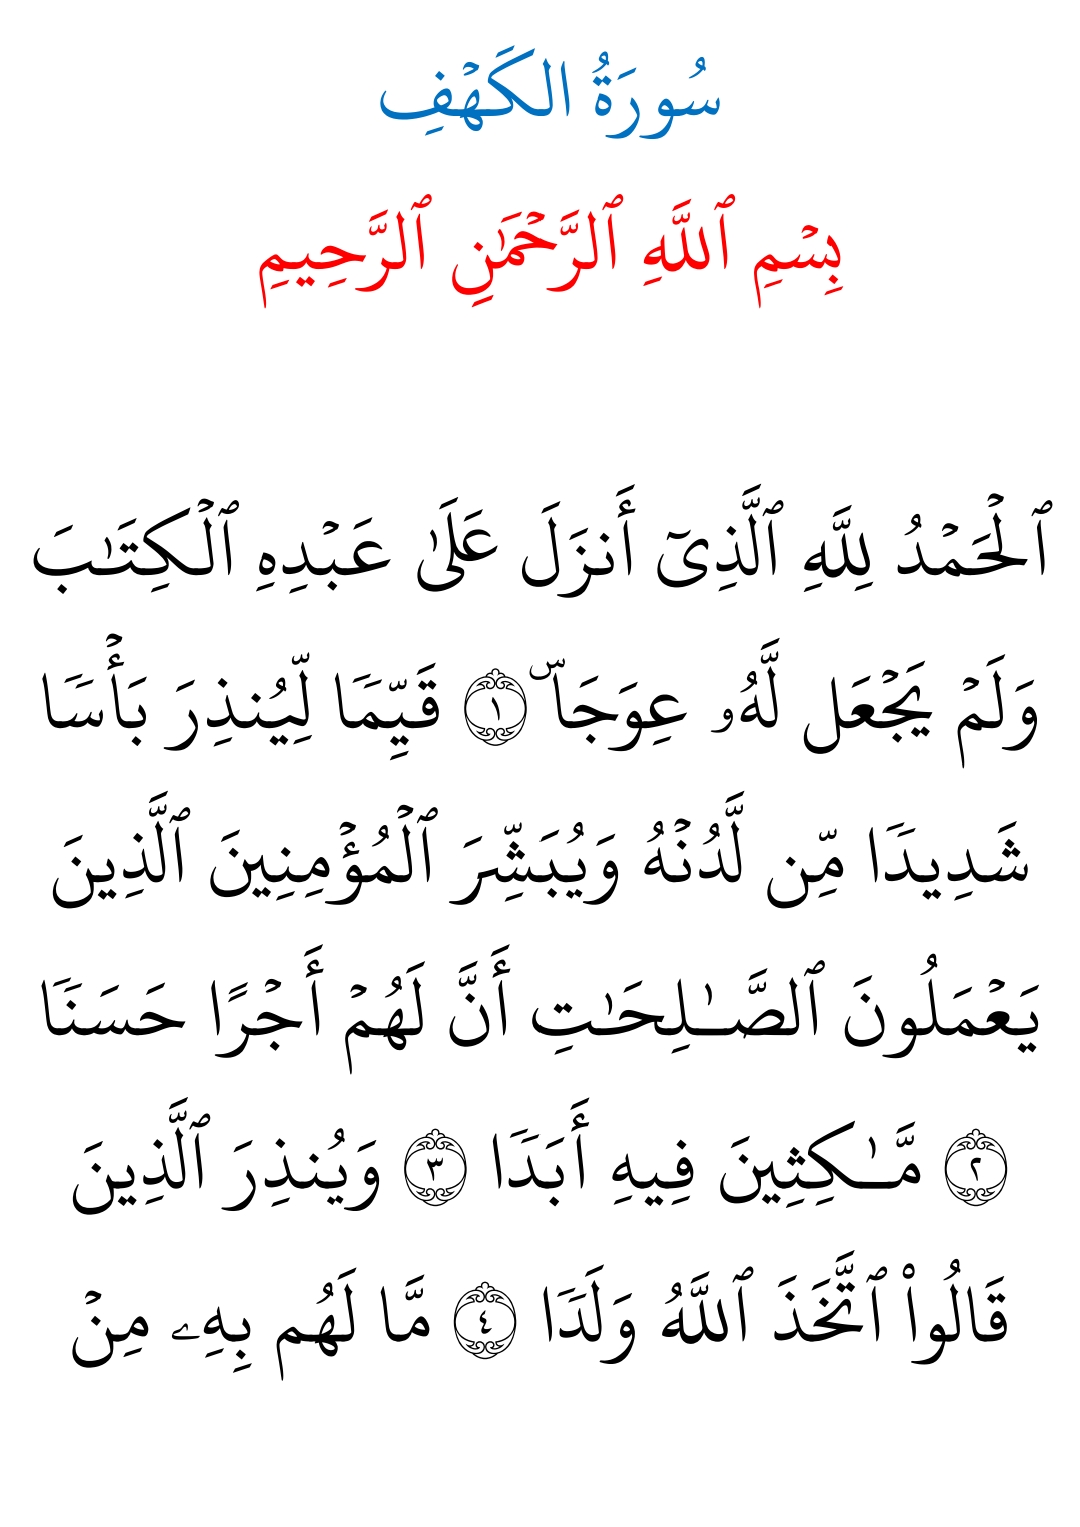 سُورَةُ الكَهۡفِ
بِسۡمِ ٱللَّهِ ٱلرَّحۡمَٰنِ ٱلرَّحِيمِ
ٱلۡحَمۡدُ لِلَّهِ ٱلَّذِىٓ أَنزَلَ عَلَىٰ عَبۡدِهِ ٱلۡكِتَٰبَ
وَلَمۡ يَجۡعَل لَّهُۥ عِوَجَاۜ ١ قَيِّمٗا لِّيُنذِرَ بَأۡسٗا
شَدِيدٗا مِّن لَّدُنۡهُ وَيُبَشِّرَ ٱلۡمُؤۡمِنِينَ ٱلَّذِينَ
يَعۡمَلُونَ ٱلصَّـٰلِحَٰتِ أَنَّ لَهُمۡ أَجۡرًا حَسَنٗا
٢ مَّـٰكِثِينَ فِيهِ أَبَدٗا ٣ وَيُنذِرَ ٱلَّذِينَ
قَالُواْ ٱتَّخَذَ ٱللَّهُ وَلَدٗا ٤ مَّا لَهُم بِهِۦ مِنۡ